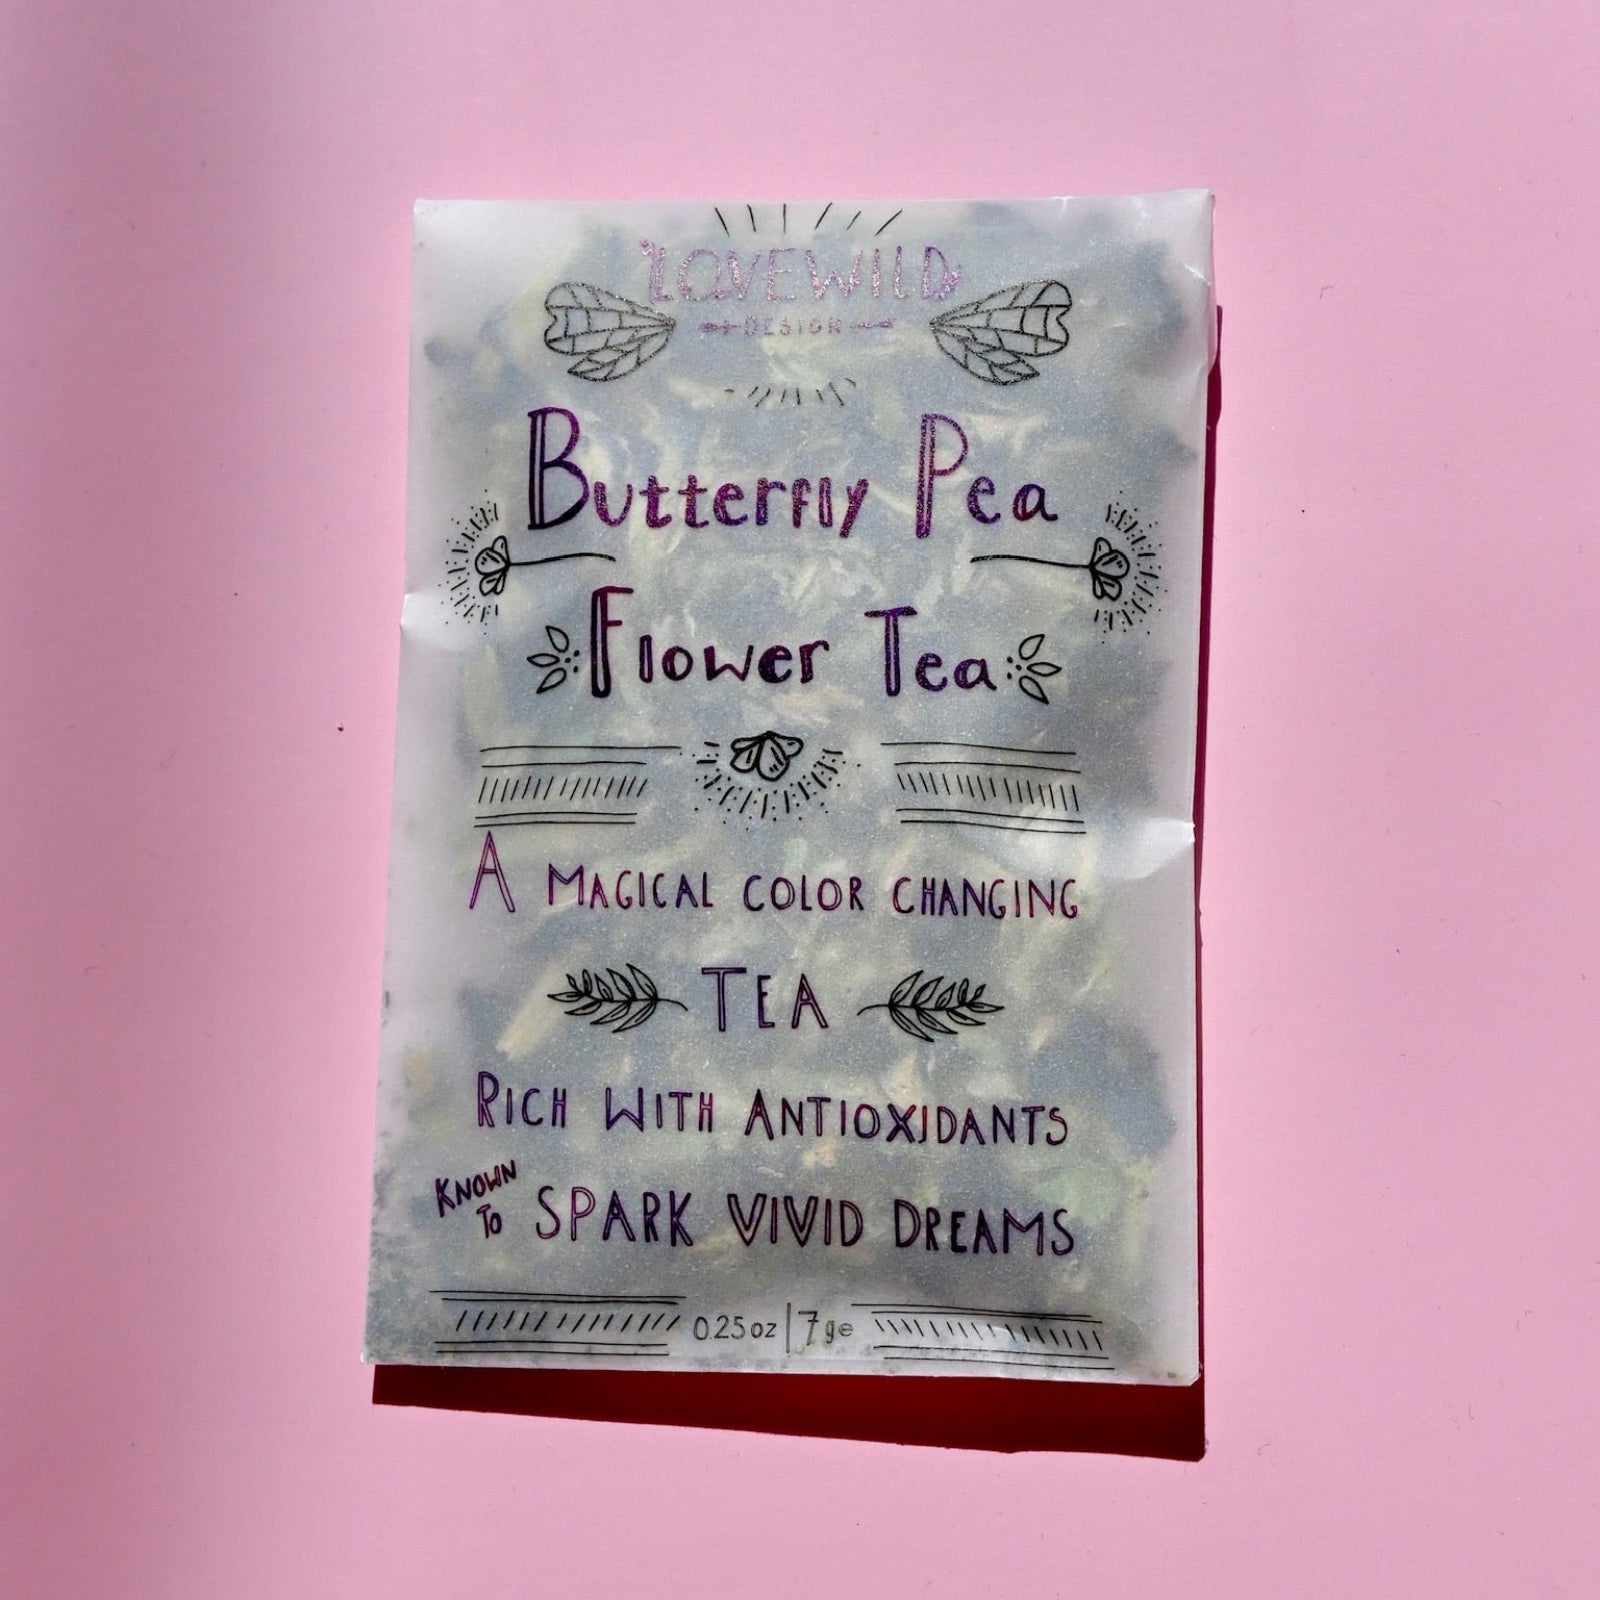 LOVEWILD
DESIGN
Butterfly Pea
Flower Tea
A MAGICAL COLOR CHANGING
TEA
RICH WITH ANTIOXIDANTS
KNOWN
TO SPARK VIVID DREAMS
0.25oz | 7ge